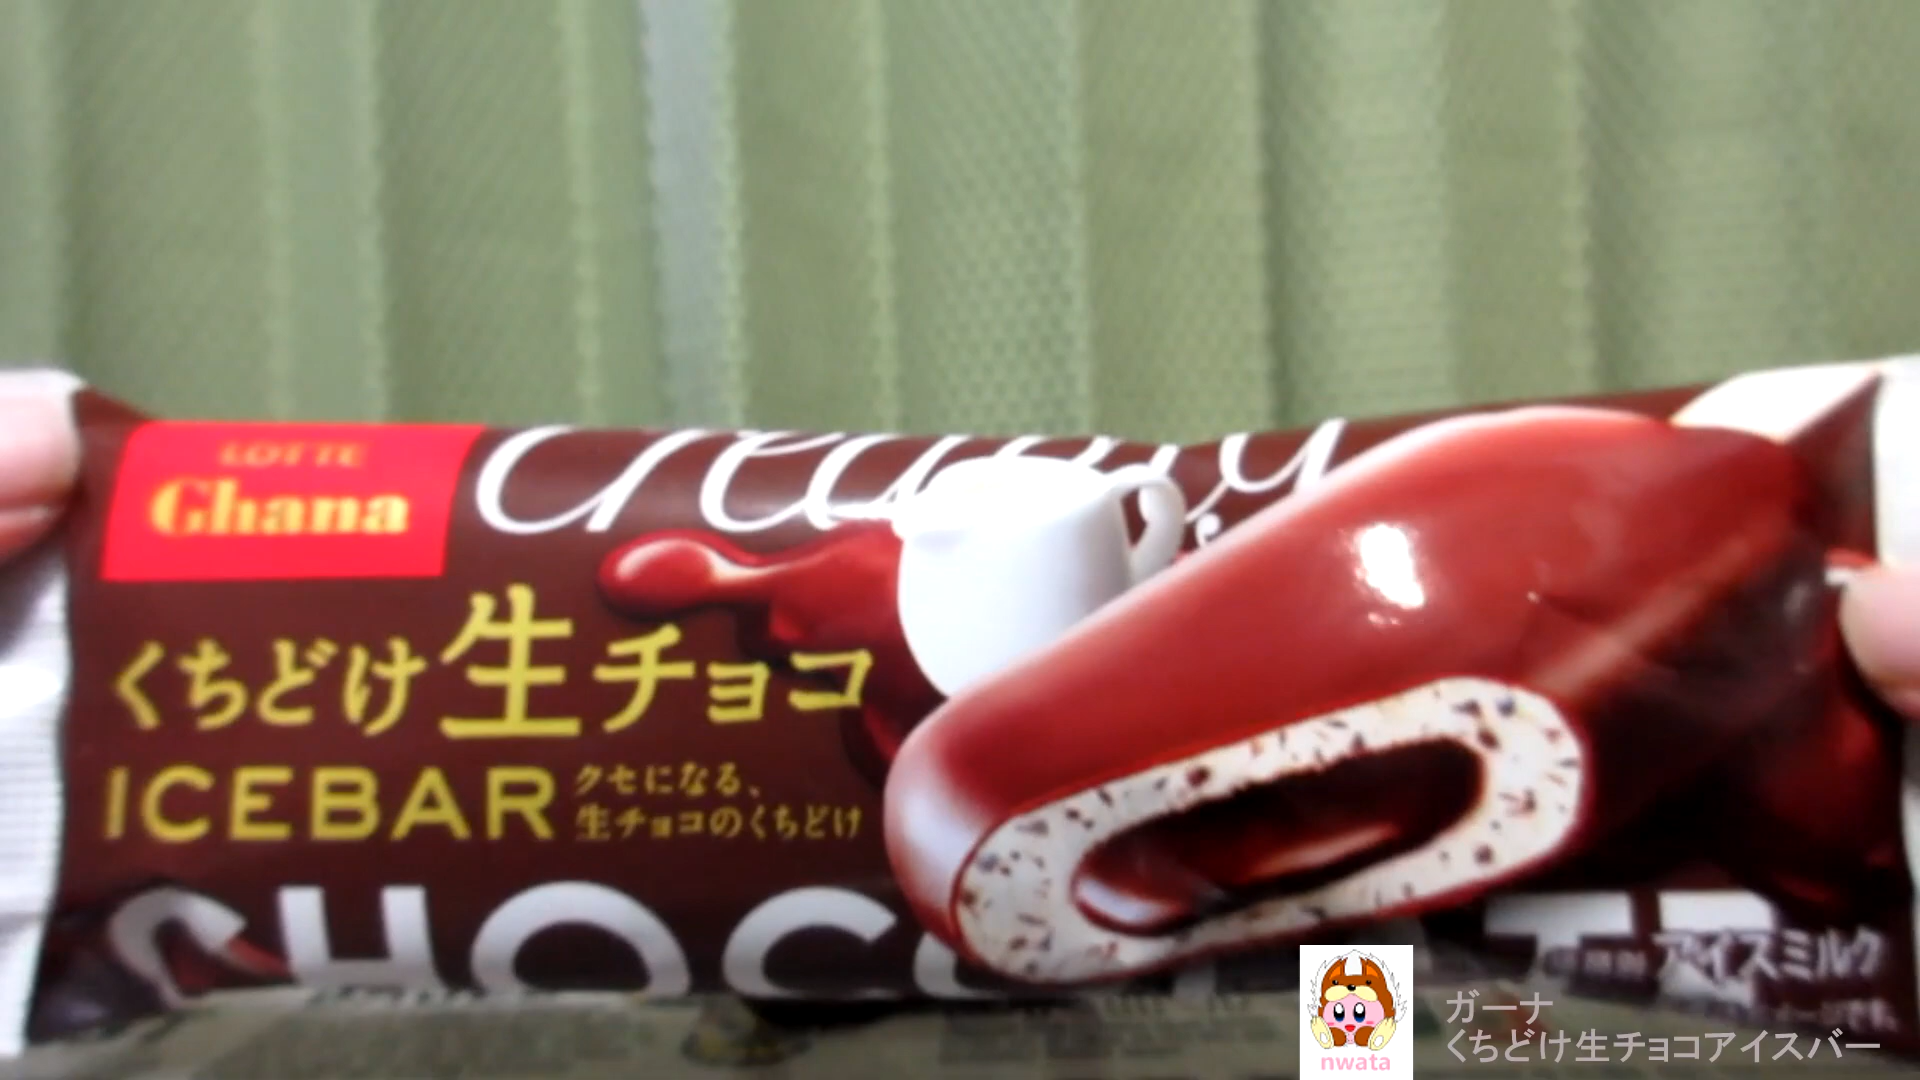 LOTTE
Ghana
Creamy
くちどけ生チョコ
ICEBAR
クセになる、
生チョコのくちどけ
CHOCO
アイスミルク
nwata
ガーナ
くちどけ生チョコアイスバー